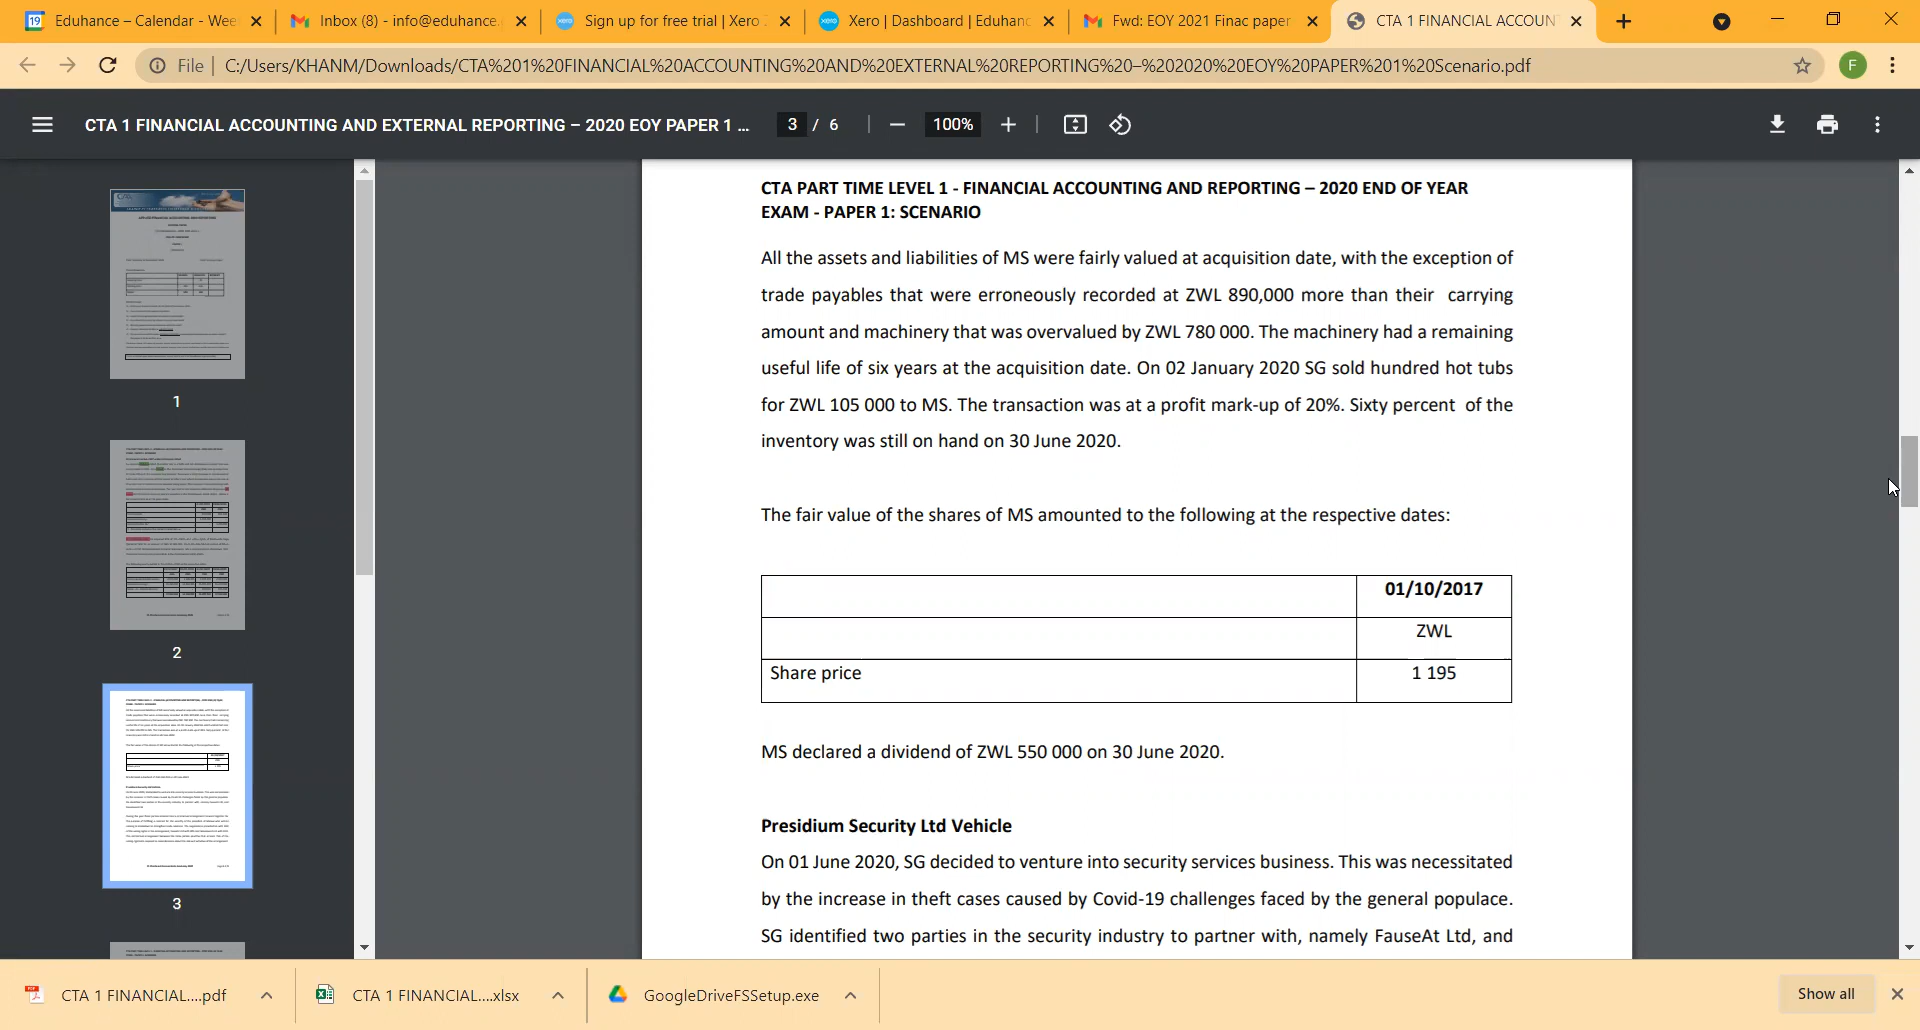 Eduhance – Calendar - Wee
Inbox (8) - info@eduhance.
Sign up for free trial | Xero
Xero | Dashboard | Eduhanc
Fwd: EOY 2021 Finac paper
CTA 1 FINANCIAL ACCOUN
File | C:/Users/KHANM/Downloads/CTA%201%20FINANCIAL%20ACCOUNTING%20AND%20EXTERNAL%20REPORTING%20–%202020%20EOY%20PAPER%201%20Scenario.pdf
F
CTA 1 FINANCIAL ACCOUNTING AND EXTERNAL REPORTING – 2020 EOY PAPER 1 ...
3 / 6
100%
1
2
3
CTA PART TIME LEVEL 1 - FINANCIAL ACCOUNTING AND REPORTING – 2020 END OF YEAR
EXAM - PAPER 1: SCENARIO
All the assets and liabilities of MS were fairly valued at acquisition date, with the exception of
trade payables that were erroneously recorded at ZWL 890,000 more than their carrying
amount and machinery that was overvalued by ZWL 780 000. The machinery had a remaining
useful life of six years at the acquisition date. On 02 January 2020 SG sold hundred hot tubs
for ZWL 105 000 to MS. The transaction was at a profit mark-up of 20%. Sixty percent of the
inventory was still on hand on 30 June 2020.
The fair value of the shares of MS amounted to the following at the respective dates:
01/10/2017
ZWL
Share price 1 195
MS declared a dividend of ZWL 550 000 on 30 June 2020.
Presidium Security Ltd Vehicle
On 01 June 2020, SG decided to venture into security services business. This was necessitated
by the increase in theft cases caused by Covid-19 challenges faced by the general populace.
SG identified two parties in the security industry to partner with, namely FauseAt Ltd, and
CTA 1 FINANCIAL....pdf
CTA 1 FINANCIAL....xlsx
GoogleDriveFSSetup.exe
Show all